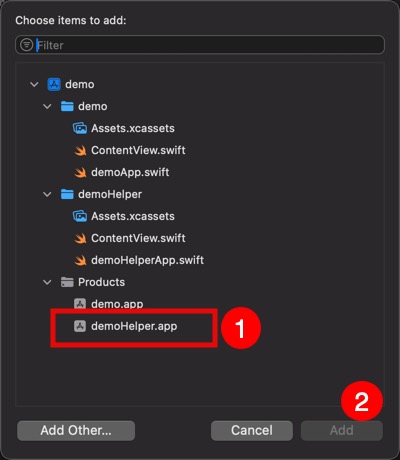 Choose items to add:
Filter
demo
demo
Assets.xcassets
ContentView.swift
demoApp.swift
demoHelper
Assets.xcassets
ContentView.swift
demoHelperApp.swift
Products
demo.app
demoHelper.app
1
2
Add Other...
Cancel
Add